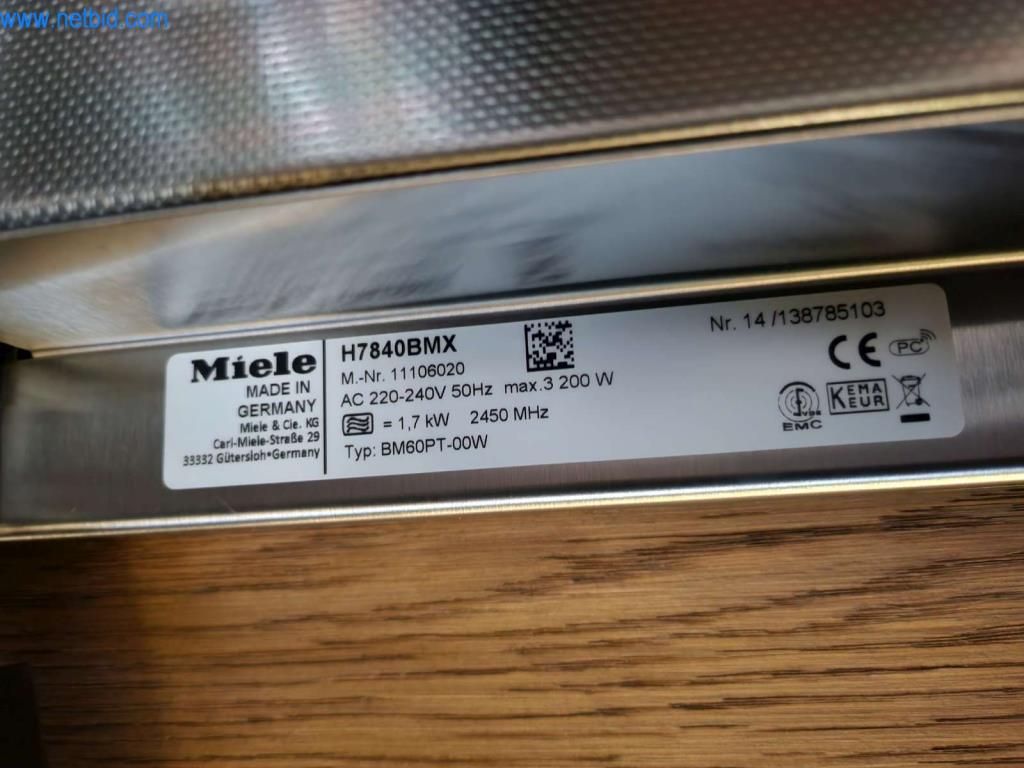 www.netbid.com
Miele
MADE IN
GERMANY
Miele & Cie. KG
Carl-Miele-Straße 29
33332 Gütersloh•Germany
H7840BMX
M.-Nr. 11106020
AC 220-240V 50Hz max.3 200 W
= 1,7 kW 2450 MHz
Typ: BM60PT-00W
Nr. 14 /138785103
CE PC
VDE
EMC
KEMA
KEUR